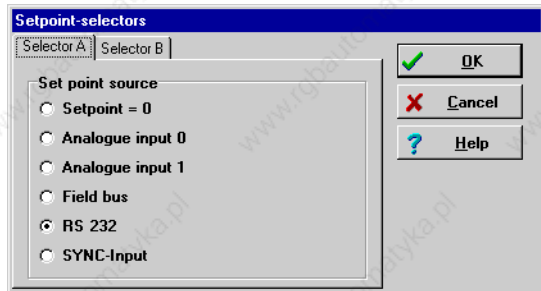 Setpoint-selectors
Selector A Selector B
Set point source
Setpoint = 0
Analogue input 0
Analogue input 1
Field bus
RS 232
SYNC-Input
OK
Cancel
Help